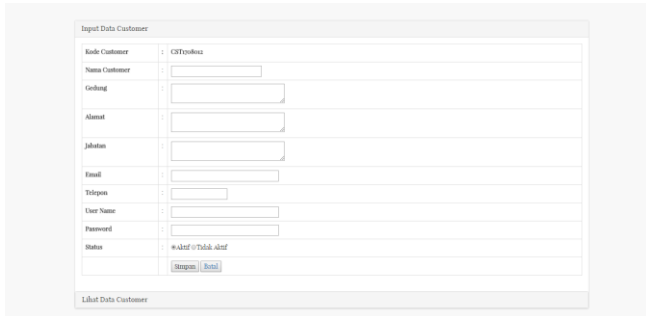 Input Data Customer
Kode Customer : CST1708012
Nama Customer :
Gedung :
Alamat :
Jabatan :
Email :
Telepon :
User Name :
Password :
Status : Aktif Tidak Aktif
Simpan Batal
Lihat Data Customer